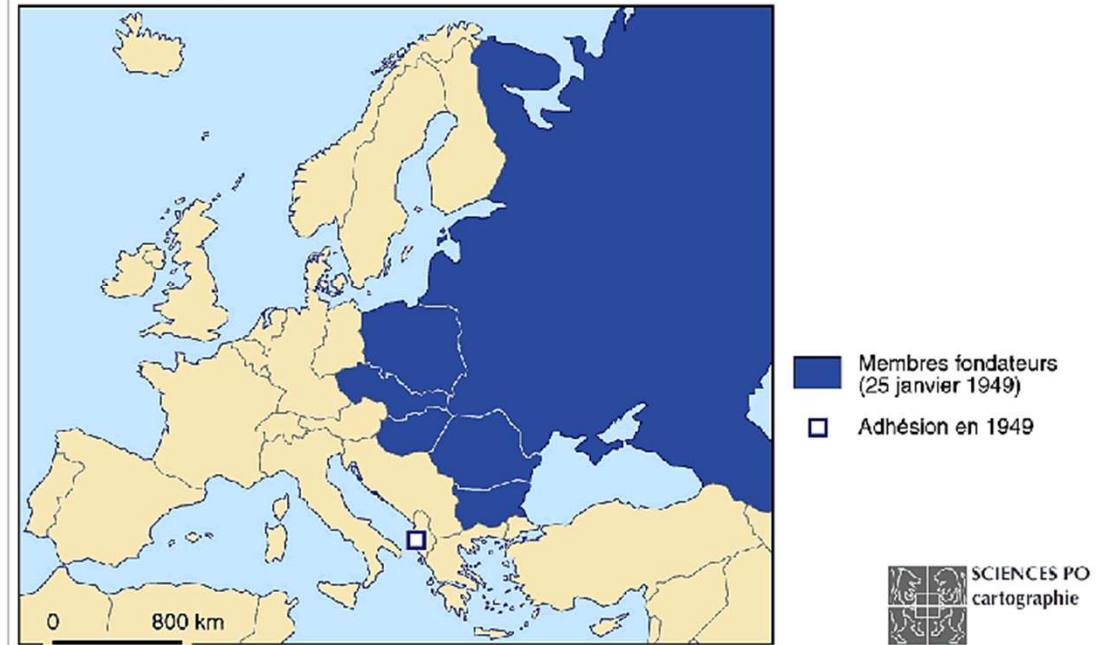 Membres fondateurs
(25 janvier 1949)
Adhésion en 1949
0 800 km
SCIENCES PO
cartographie